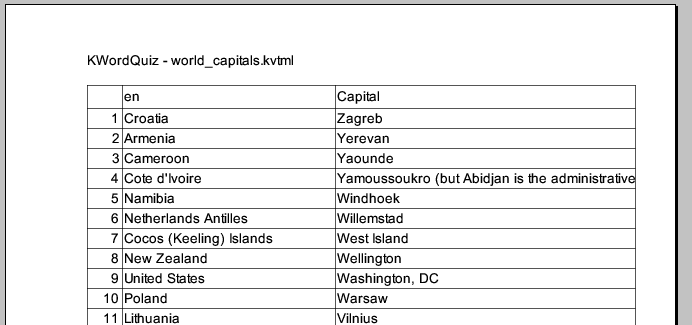 KWordQuiz - world_capitals.kvtml
en Capital
1 Croatia Zagreb
2 Armenia Yerevan
3 Cameroon Yaounde
4 Cote d'Ivoire Yamoussoukro (but Abidjan is the administrative
5 Namibia Windhoek
6 Netherlands Antilles Willemstad
7 Cocos (Keeling) Islands West Island
8 New Zealand Wellington
9 United States Washington, DC
10 Poland Warsaw
11 Lithuania Vilnius